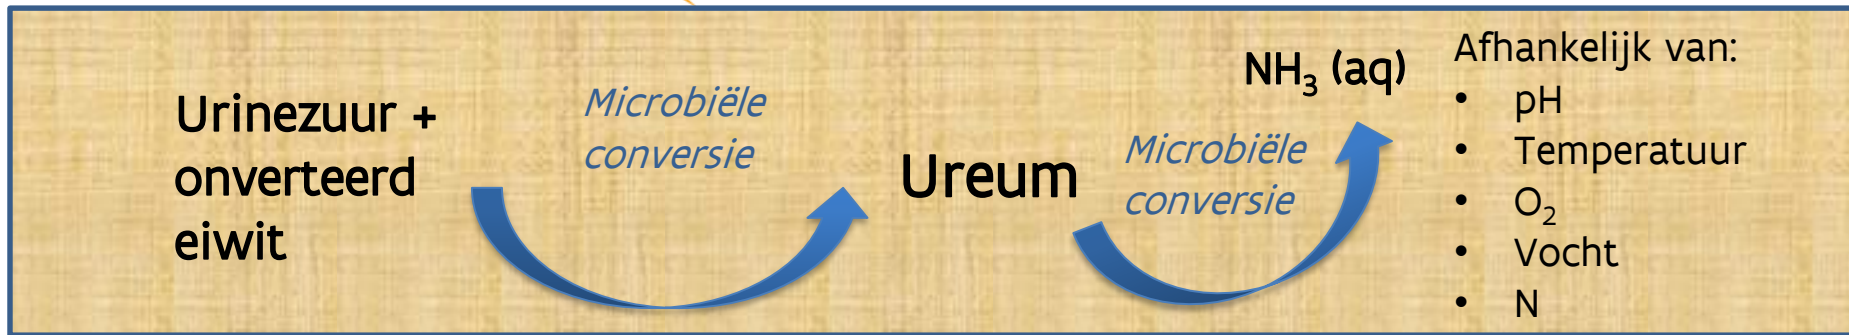 Urinezuur +
onverteerd
eiwit
Microbiële
conversie
Ureum
Microbiële
conversie
NH₃ (aq)
Afhankelijk van:
• pH
• Temperatuur
• O₂
• Vocht
• N